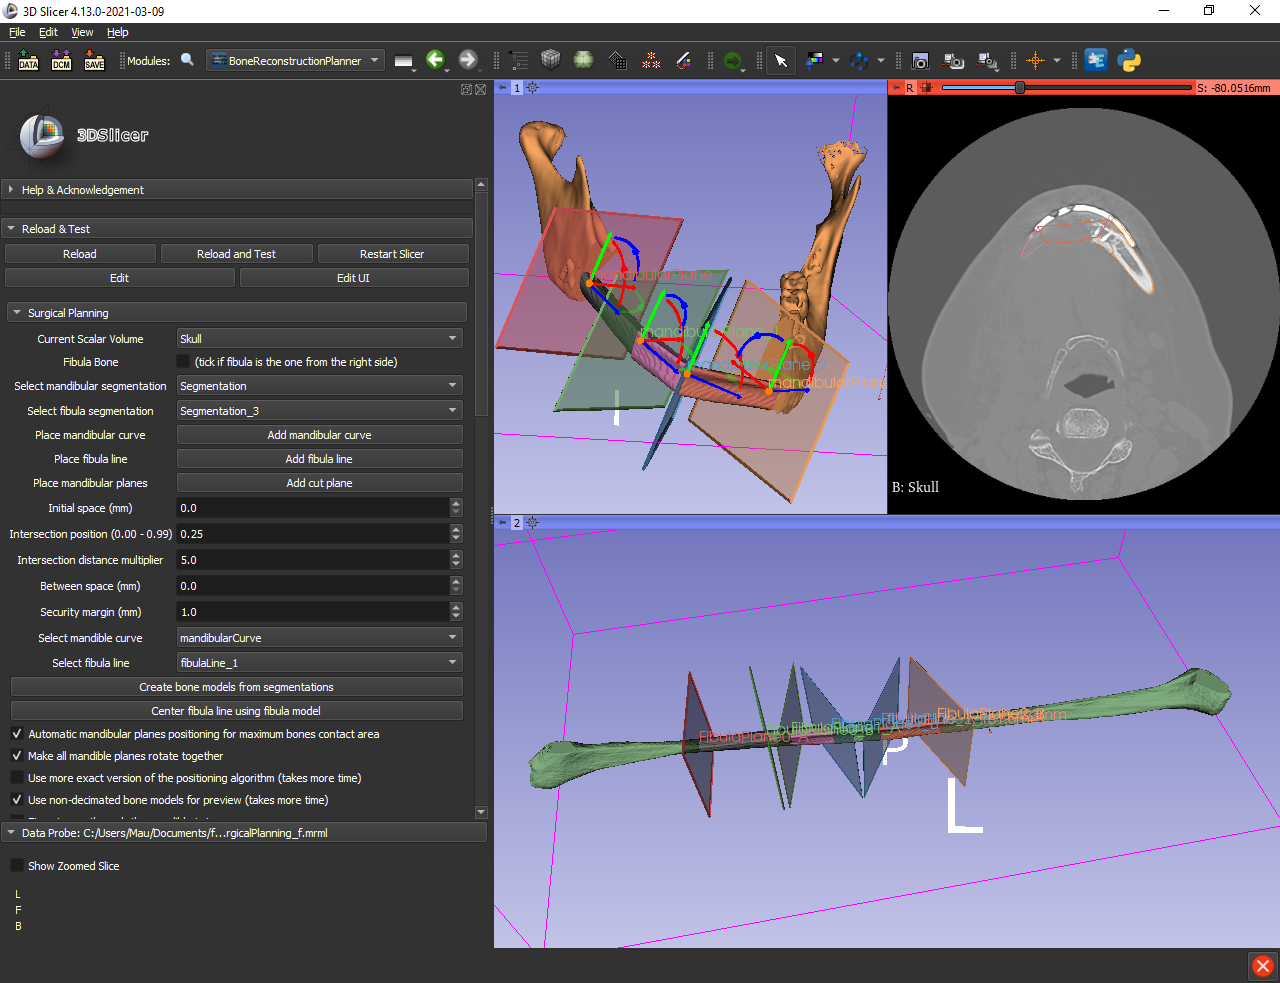 3D Slicer 4.13.0-2021-03-09
File Edit View Help
DATA DCM SAVE Modules: BoneReconstructionPlanner
3DSlicer
Help & Acknowledgement
Reload & Test
Reload Reload and Test Restart Slicer
Edit Edit UI
Surgical Planning
Current Scalar Volume Skull
Fibula Bone (tick if fibula is the one from the right side)
Select mandibular segmentation Segmentation
Select fibula segmentation Segmentation_3
Place mandibular curve Add mandibular curve
Place fibula line Add fibula line
Place mandibular planes Add cut plane
Initial space (mm) 0.0
Intersection position (0.00 - 0.99) 0.25
Intersection distance multiplier 5.0
Between space (mm) 0.0
Security margin (mm) 1.0
Select mandible curve mandibularCurve
Select fibula line fibulaLine_1
Create bone models from segmentations
Center fibula line using fibula model
Automatic mandible planes positioning for maximum bones contact area
Make all mandible planes rotate together
Use more exact version of the positioning algorithm (takes more time)
Use non-decimated bone models for preview (takes more time)
Data Probe: C:/Users/Mau/Documents/f...rgicalPlanning_f.mrml
Show Zoomed Slice
L
F
B
1
mandibularPlane
I
R S: -80.0516mm
B: Skull
2
P
L